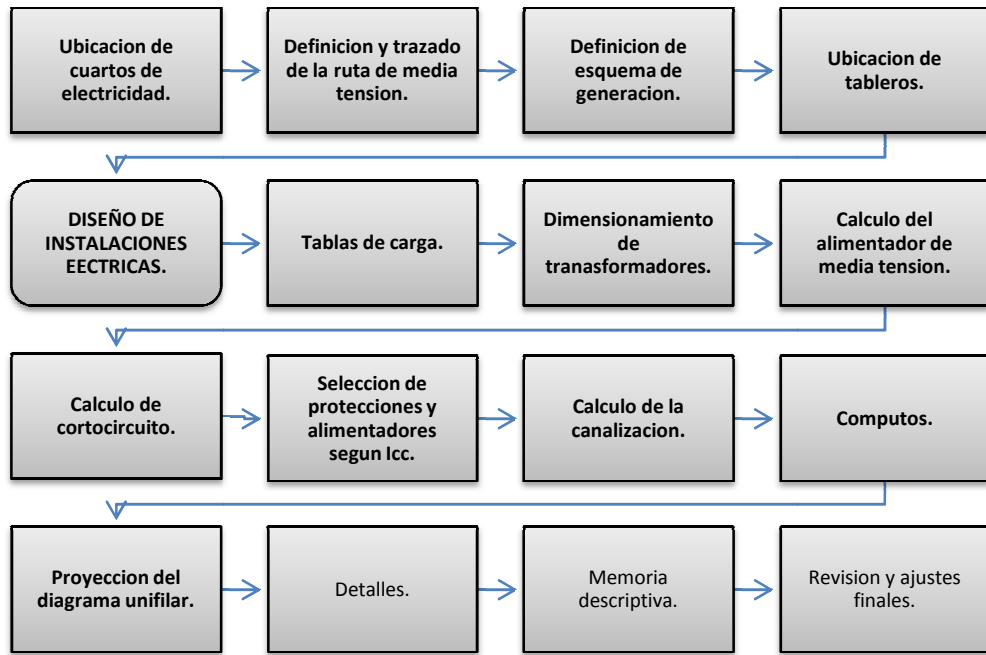 Ubicacion de
cuartos de
electricidad.
Definicion y trazado
de la ruta de media
tension.
Definicion de
esquema de
generacion.
Ubicacion de
tableros.
DISEÑO DE
INSTALACIONES
EECTRICAS.
Tablas de carga.
Dimensionamiento
de
tranasformadores.
Calculo del
alimentador de
media tension.
Calculo de
cortocircuito.
Seleccion de
protecciones y
alimentadores
segun Icc.
Calculo de la
canalizacion.
Computos.
Proyeccion del
diagrama unifilar.
Detalles.
Memoria
descriptiva.
Revision y ajustes
finales.